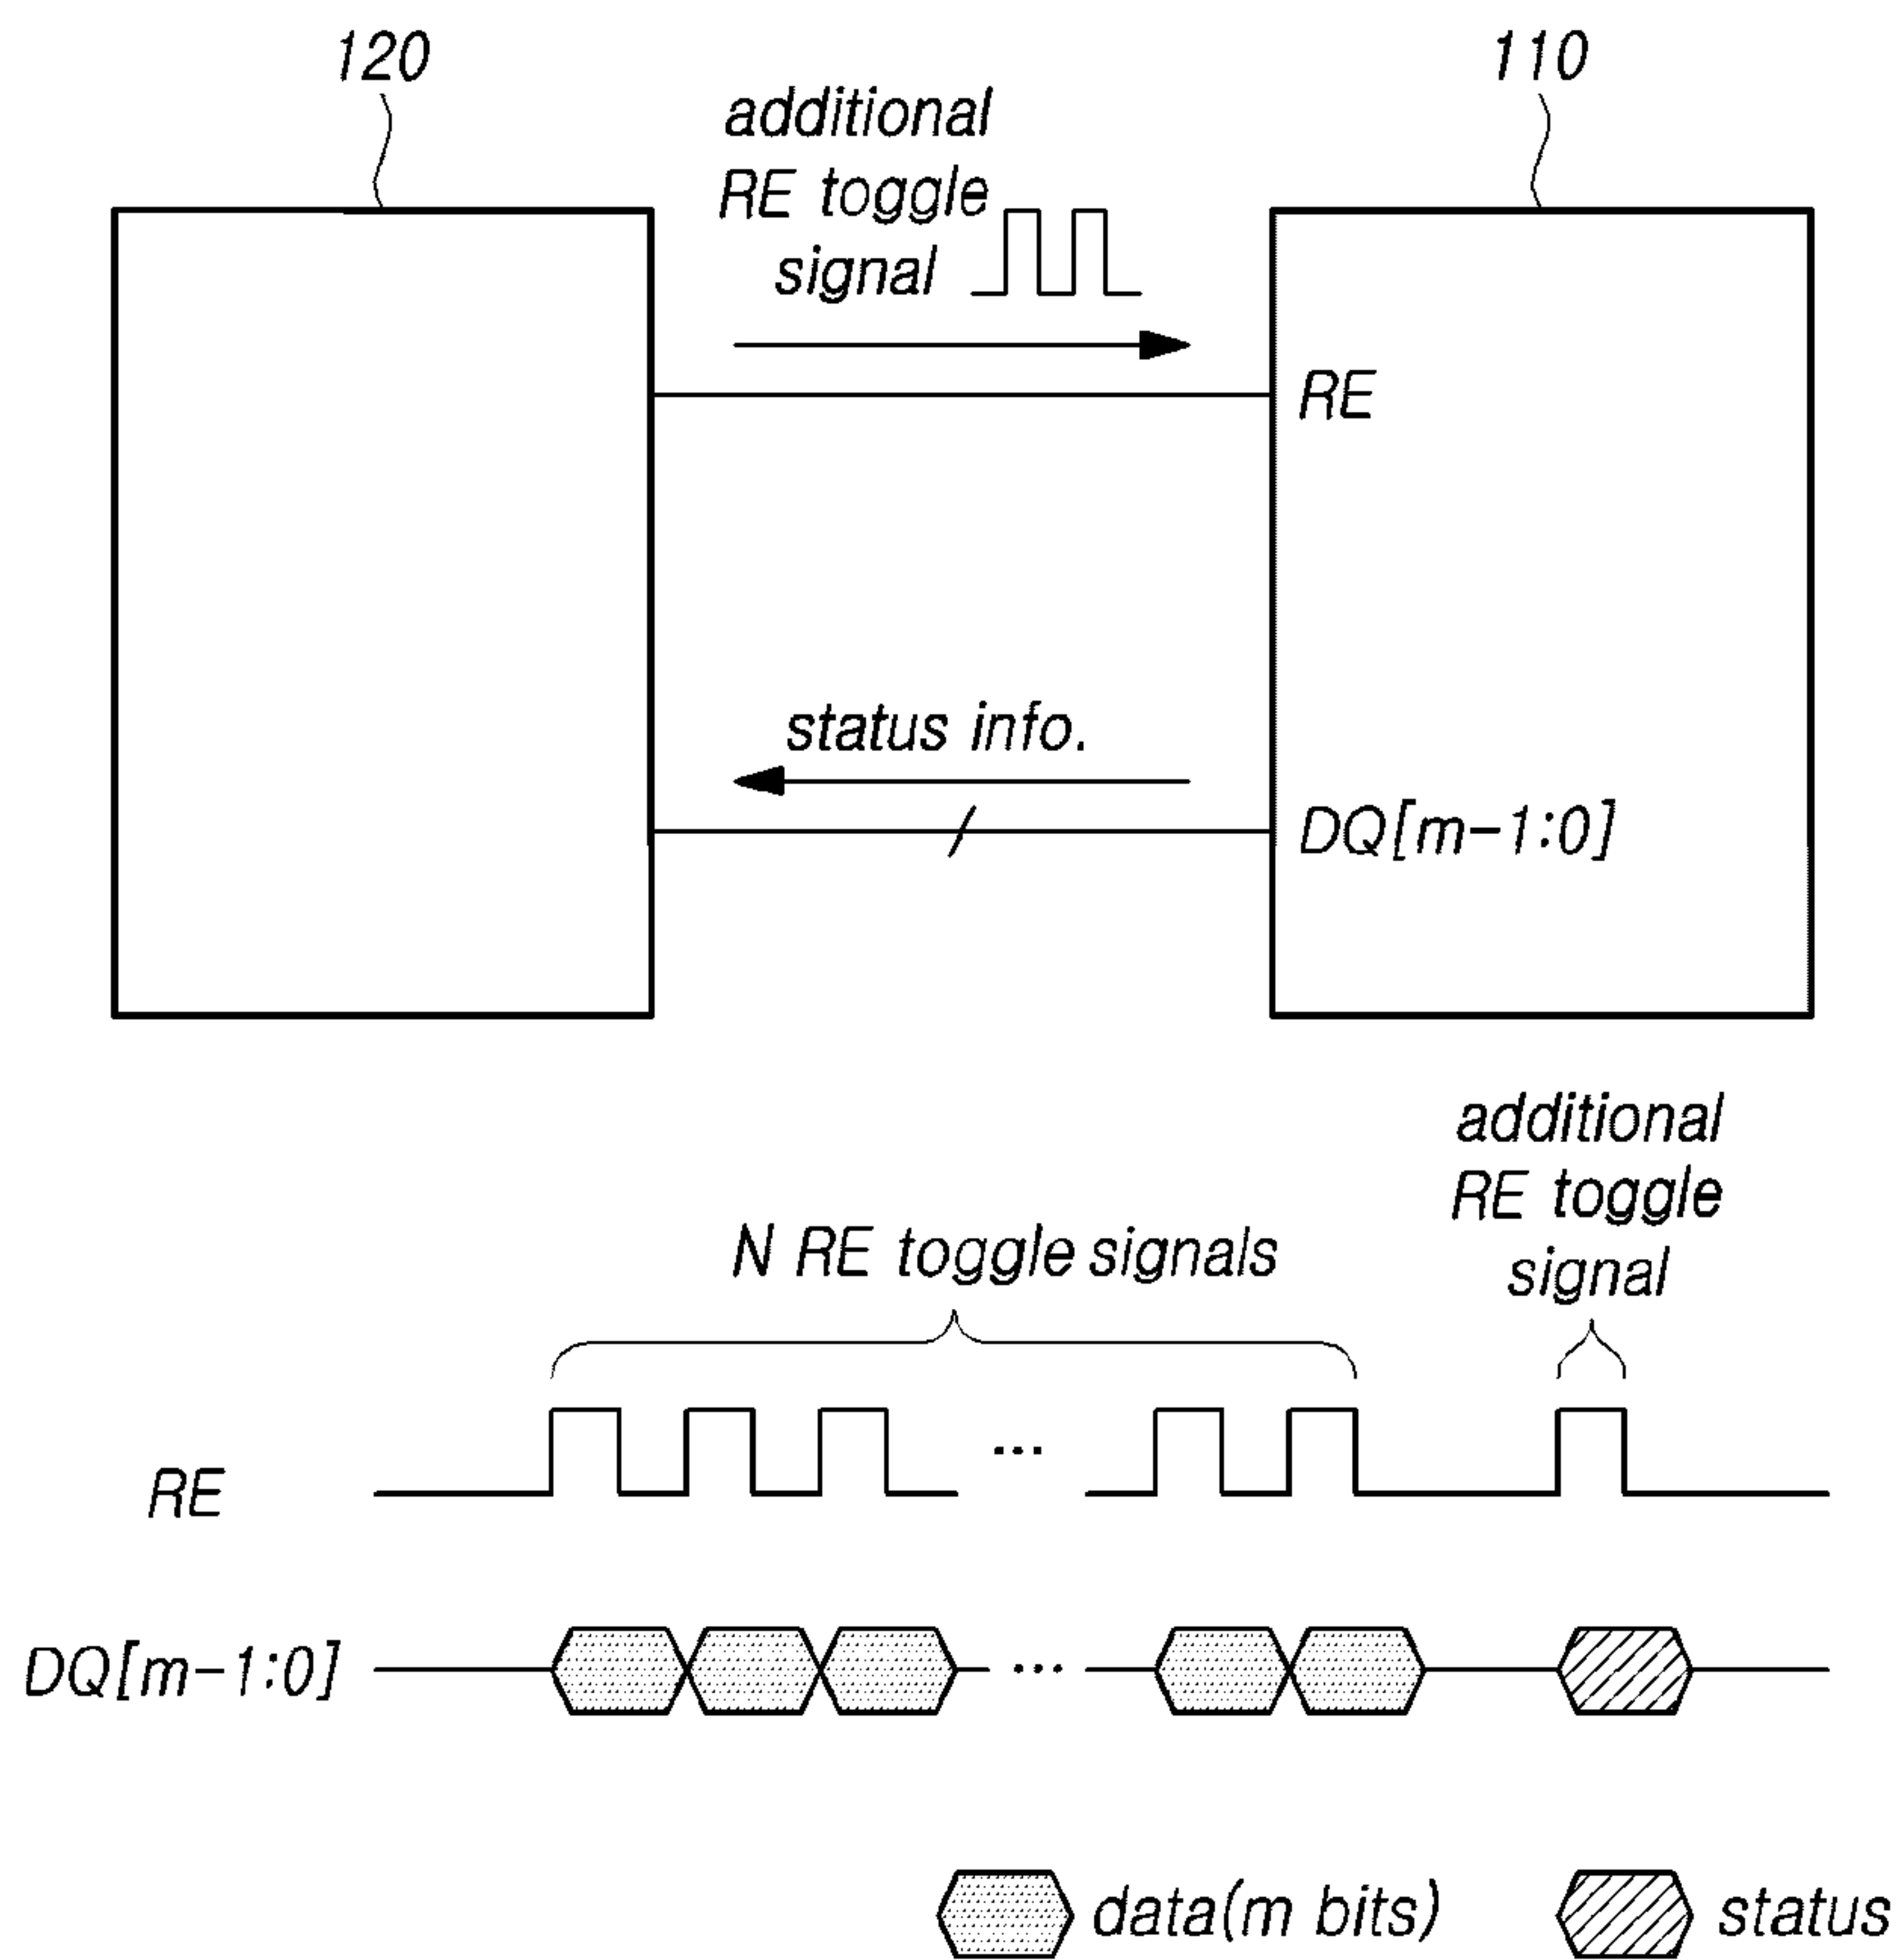 120
110
additional
RE toggle
signal
RE
status info.
DQ[m-1:0]
additional
RE toggle
signal
N RE toggle signals
...
RE
DQ[m-1:0]
...
data(m bits)
status